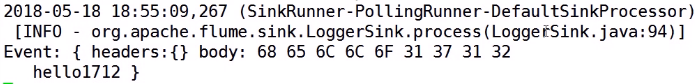 2018-05-18 18:55:09,267 (SinkRunner-PollingRunner-DefaultSinkProcessor)
[INFO - org.apache.flume.sink.LoggerSink.process(LoggerSink.java:94)]
Event: { headers:{} body: 68 65 6C 6C 6F 31 37 31 32
hello1712 }